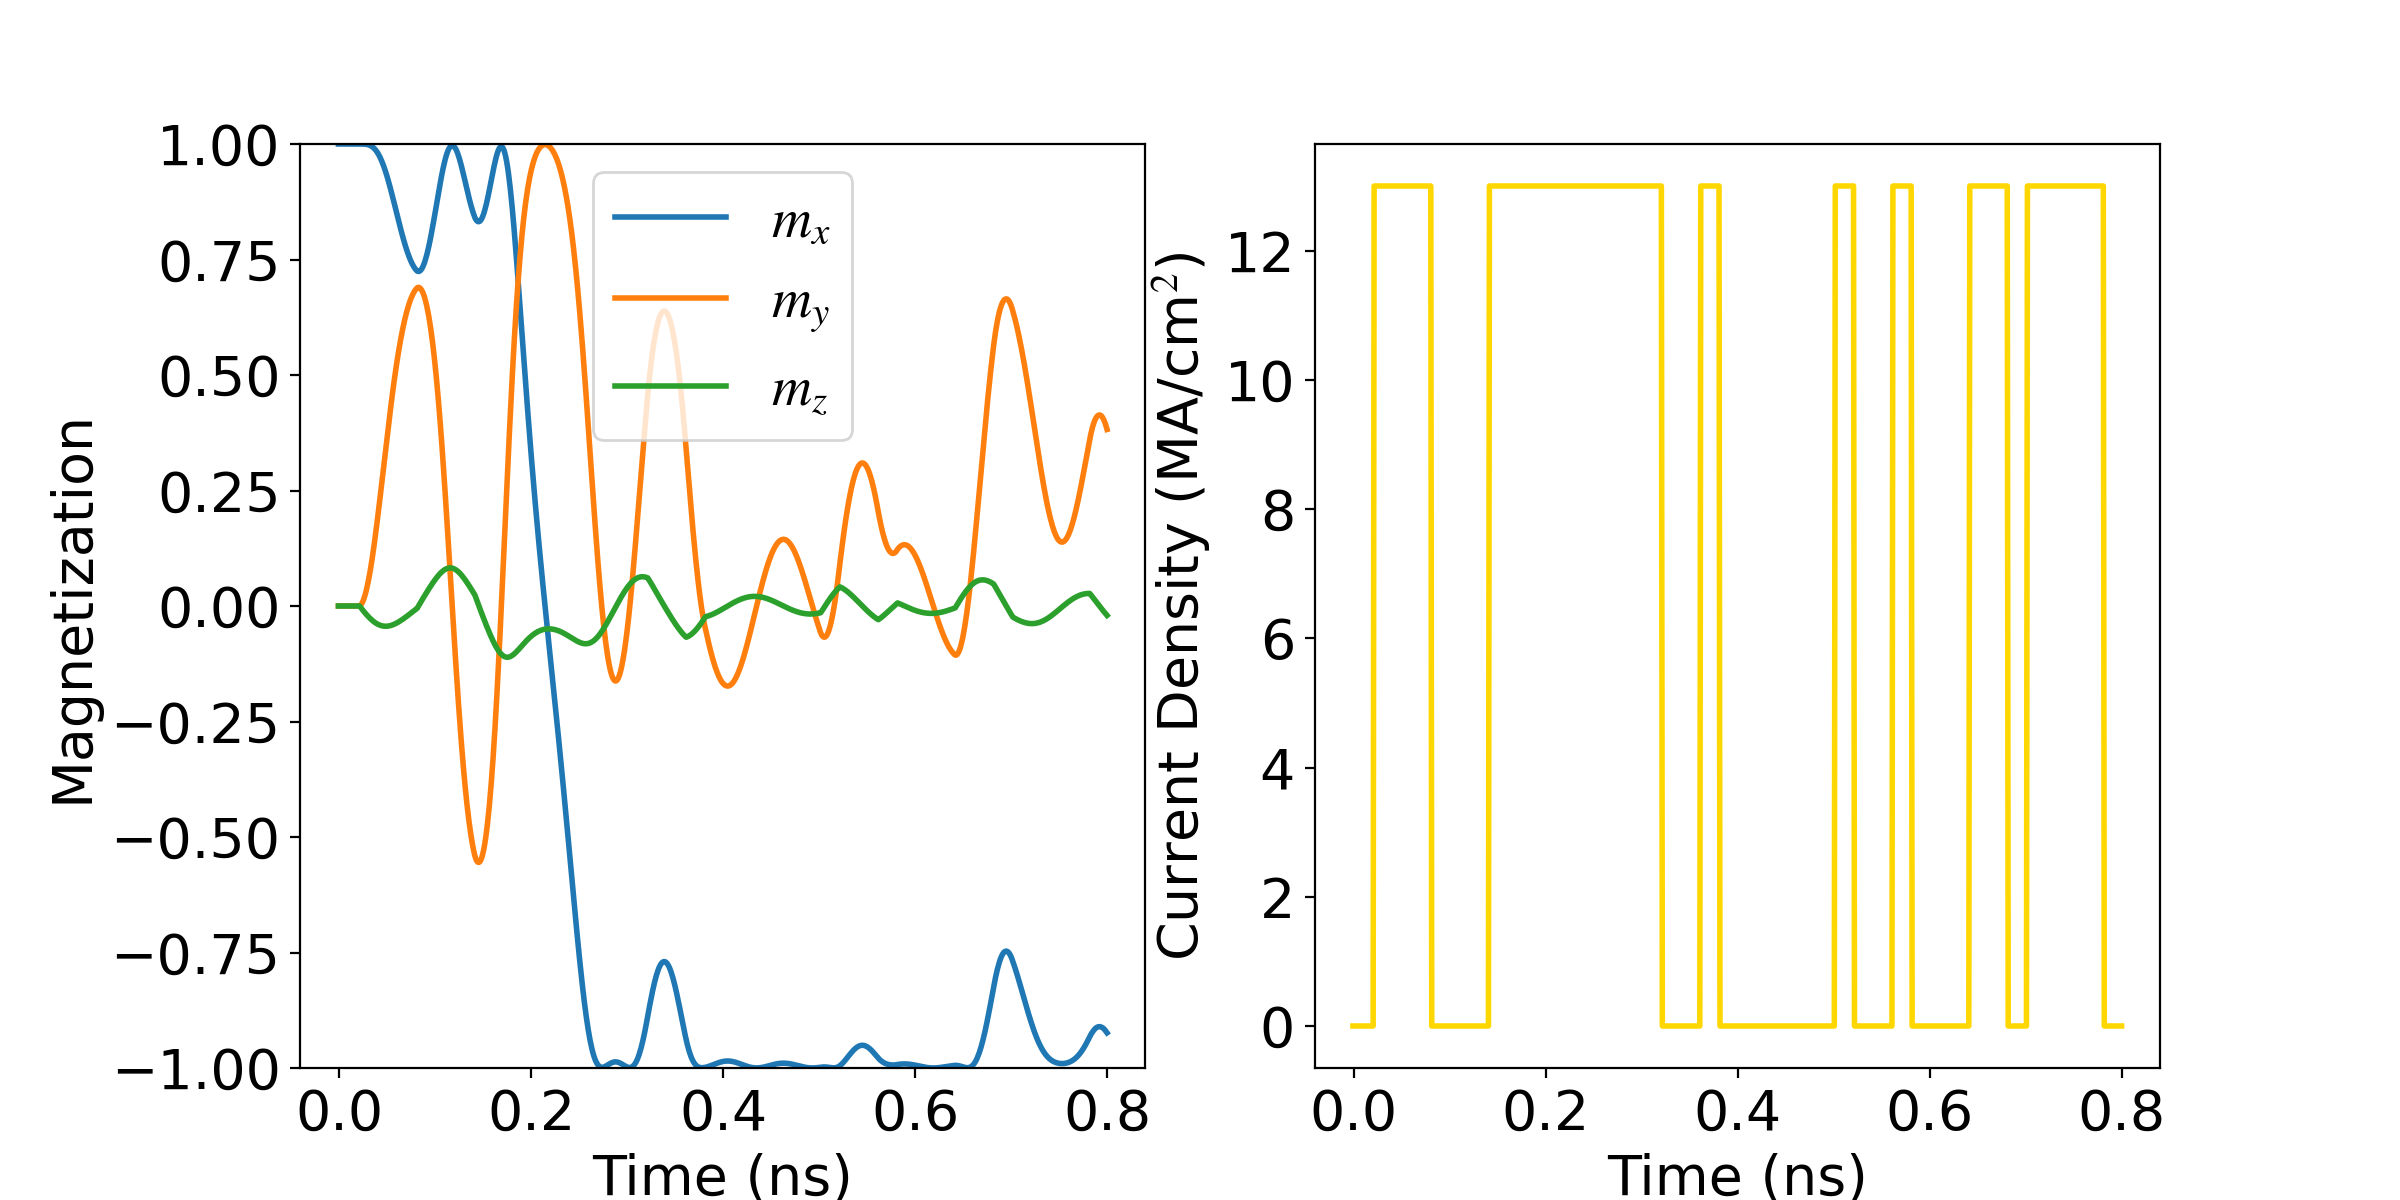 Magnetization
1.00
0.75
0.50
0.25
0.00
−0.25
−0.50
−0.75
−1.00
0.0 0.2 0.4 0.6 0.8
Time (ns)
m_x
m_y
m_z
Current Density (MA/cm²)
12
10
8
6
4
2
0
0.0 0.2 0.4 0.6 0.8
Time (ns)